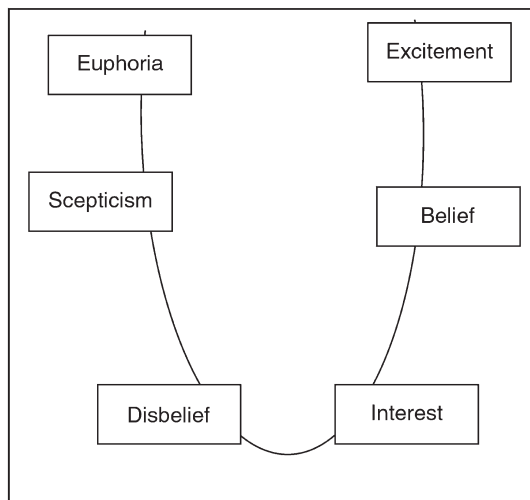 Euphoria
Excitement
Scepticism
Belief
Disbelief
Interest